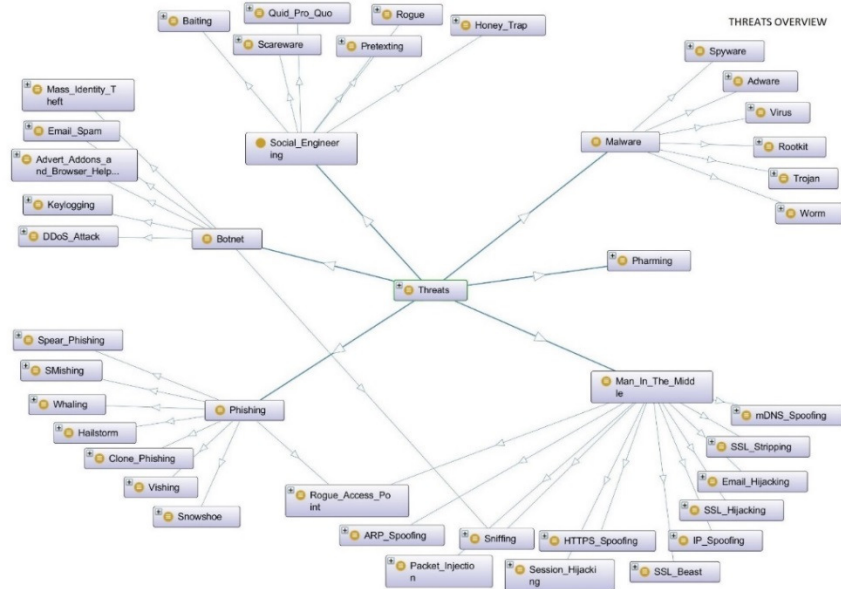 THREATS OVERVIEW
Baiting
Quid_Pro_Quo
Rogue
Honey_Trap
Scareware
Pretexting
Spyware
Adware
Virus
Rootkit
Trojan
Worm
Mass_Identity_T
heft
Email_Spam
Advert_Addons_a
nd_Browser_Help...
Keylogging
DDoS_Attack
Social_Engineer
ing
Malware
Botnet
Pharming
Threats
Spear_Phishing
SMishing
Whaling
Hailstorm
Clone_Phishing
Vishing
Snowshoe
Phishing
Man_In_The_Midd
le
mDNS_Spoofing
SSL_Stripping
Email_Hijacking
SSL_Hijacking
IP_Spoofing
Rogue_Access_Po
int
ARP_Spoofing
Sniffing
HTTPS_Spoofing
Packet_Injectio
n
Session_Hijacki
ng
SSL_Beast